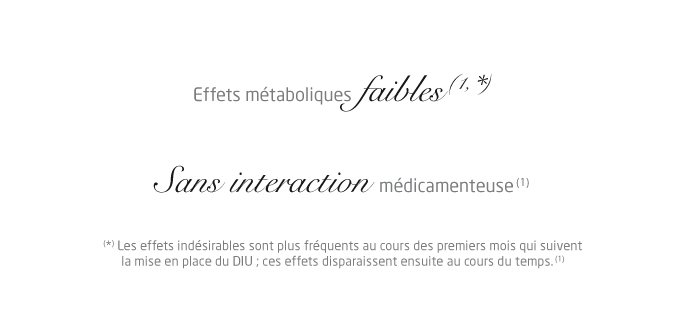 Effets métaboliques faibles (1, *)
Sans interaction médicamenteuse (1)
(*) Les effets indésirables sont plus fréquents au cours des premiers mois qui suivent
la mise en place du DIU ; ces effets disparaissent ensuite au cours du temps. (1)